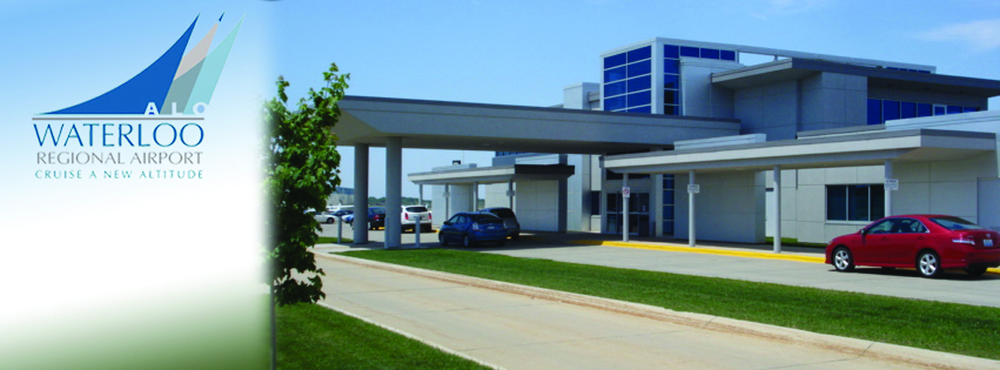 ALO
WATERLOO
REGIONAL AIRPORT
CRUISE A NEW ALTITUDE